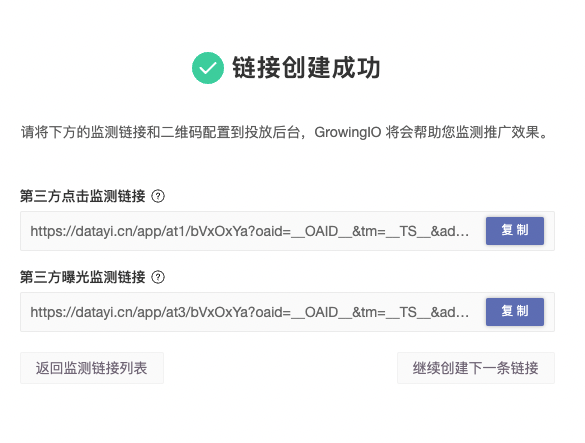 链接创建成功
请将下方的监测链接和二维码配置到投放后台，GrowingIO 将会帮助您监测推广效果。
第三方点击监测链接 ?
https://datayi.cn/app/at1/bVxOxYa?oaid=__OAID__&tm=__TS__&ad... 复制
第三方曝光监测链接 ?
https://datayi.cn/app/at3/bVxOxYa?oaid=__OAID__&tm=__TS__&ad... 复制
返回监测链接列表 继续创建下一条链接